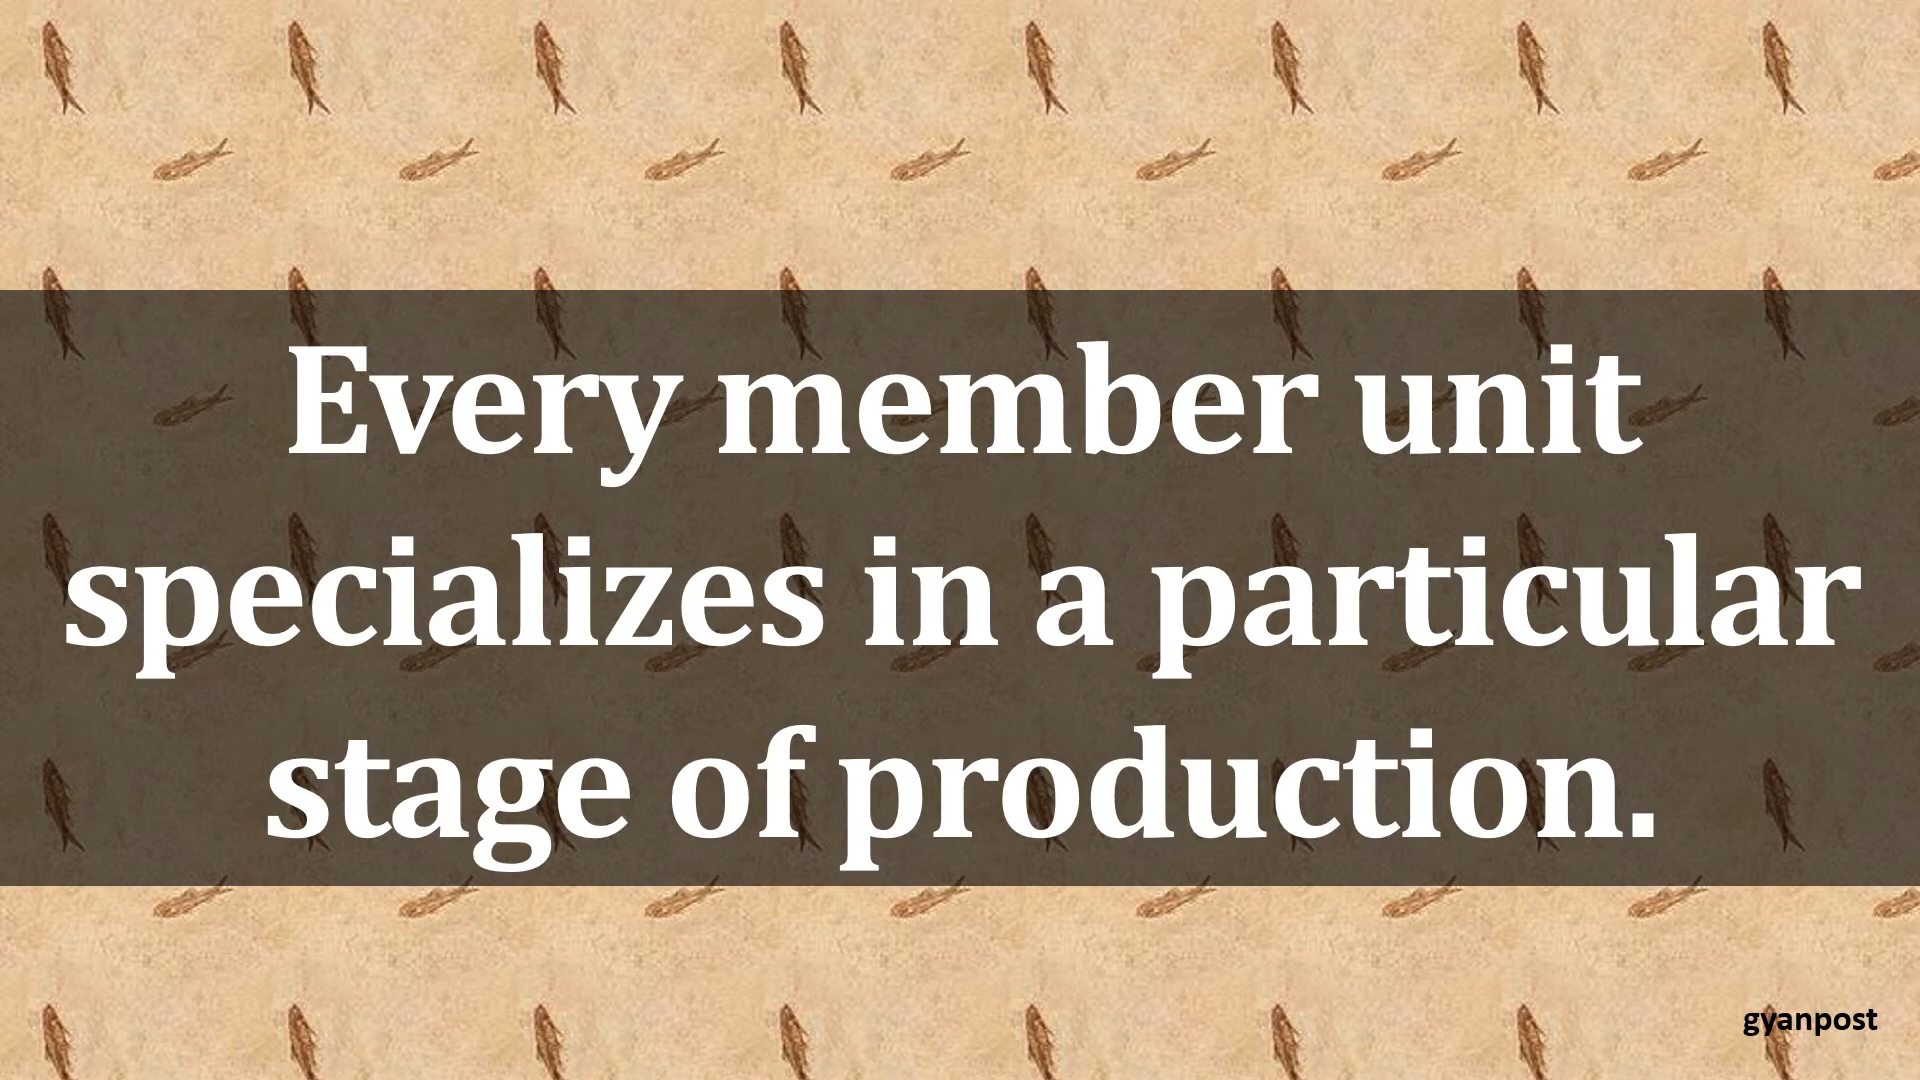 Every member unit
specializes in a particular
stage of production.
gyanpost